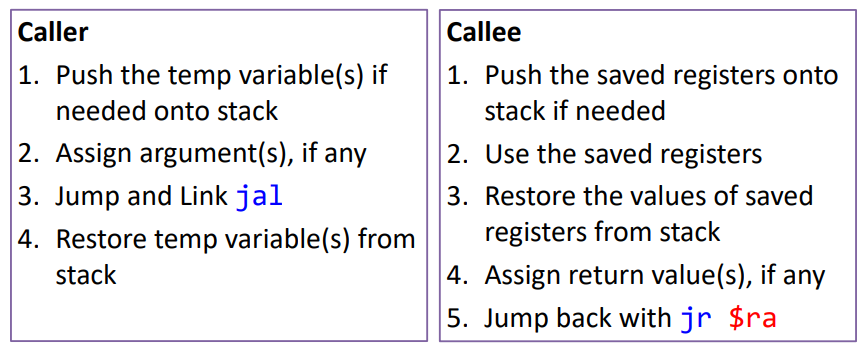 Caller
1. Push the temp variable(s) if
needed onto stack
2. Assign argument(s), if any
3. Jump and Link jal
4. Restore temp variable(s) from
stack
Callee
1. Push the saved registers onto
stack if needed
2. Use the saved registers
3. Restore the values of saved
registers from stack
4. Assign return value(s), if any
5. Jump back with jr $ra